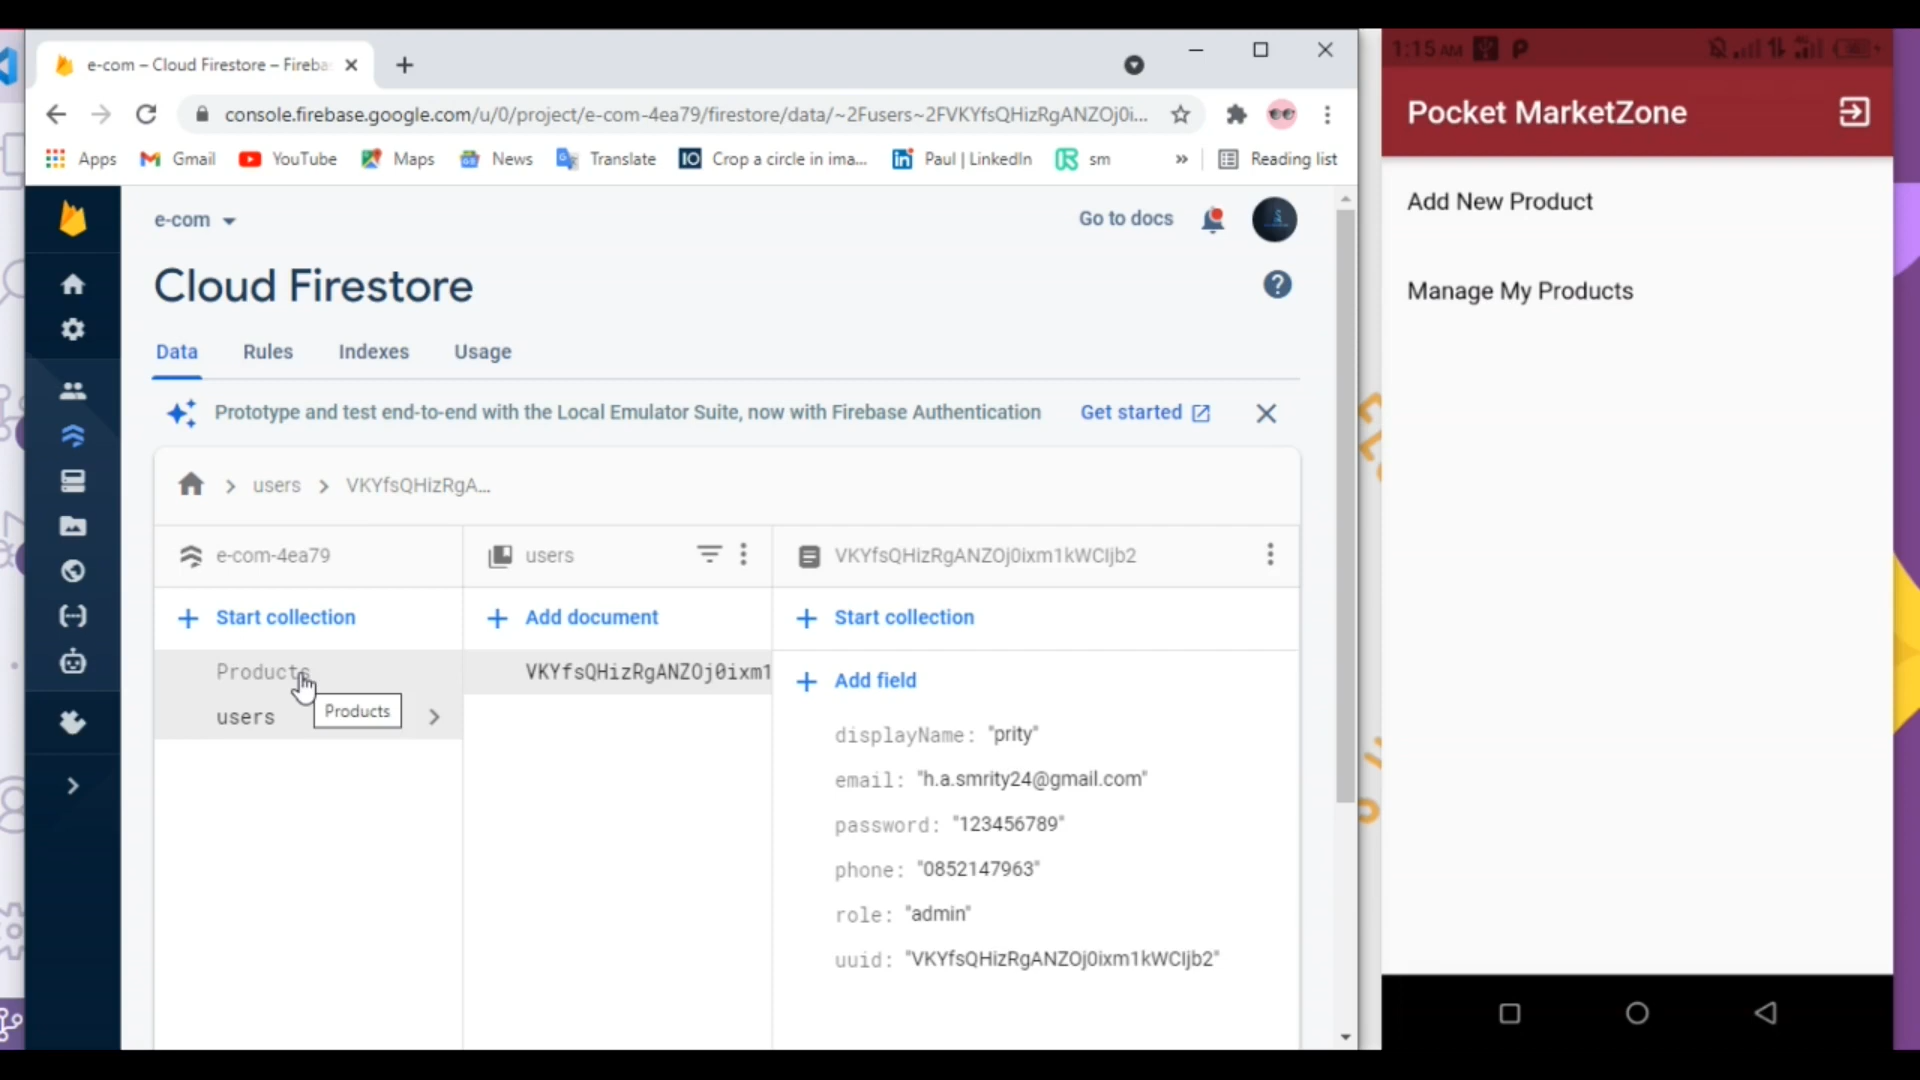 e-com – Cloud Firestore – Fireba
console.firebase.google.com/u/0/project/e-com-4ea79/firestore/data/~2Fusers~2FVKYfsQHizRgANZOj0i...
Apps Gmail YouTube Maps News Translate IO Crop a circle in ima... Paul | LinkedIn sm » Reading list
e-com Go to docs
Cloud Firestore
Data Rules Indexes Usage
Prototype and test end-to-end with the Local Emulator Suite, now with Firebase Authentication Get started
users VKYfsQHizRgA...
e-com-4ea79 users VKYfsQHizRgANZOj0ixm1kWCIjb2
+ Start collection + Add document + Start collection
Products VKYfsQHizRgANZOj0ixm1
+ Add field
Products
users
displayName: "prity"
email: "h.a.smrity24@gmail.com"
password: "123456789"
phone: "0852147963"
role: "admin"
uuid: "VKYfsQHizRgANZOj0ixm1kWCIjb2"
1:15 AM
Pocket MarketZone
Add New Product
Manage My Products